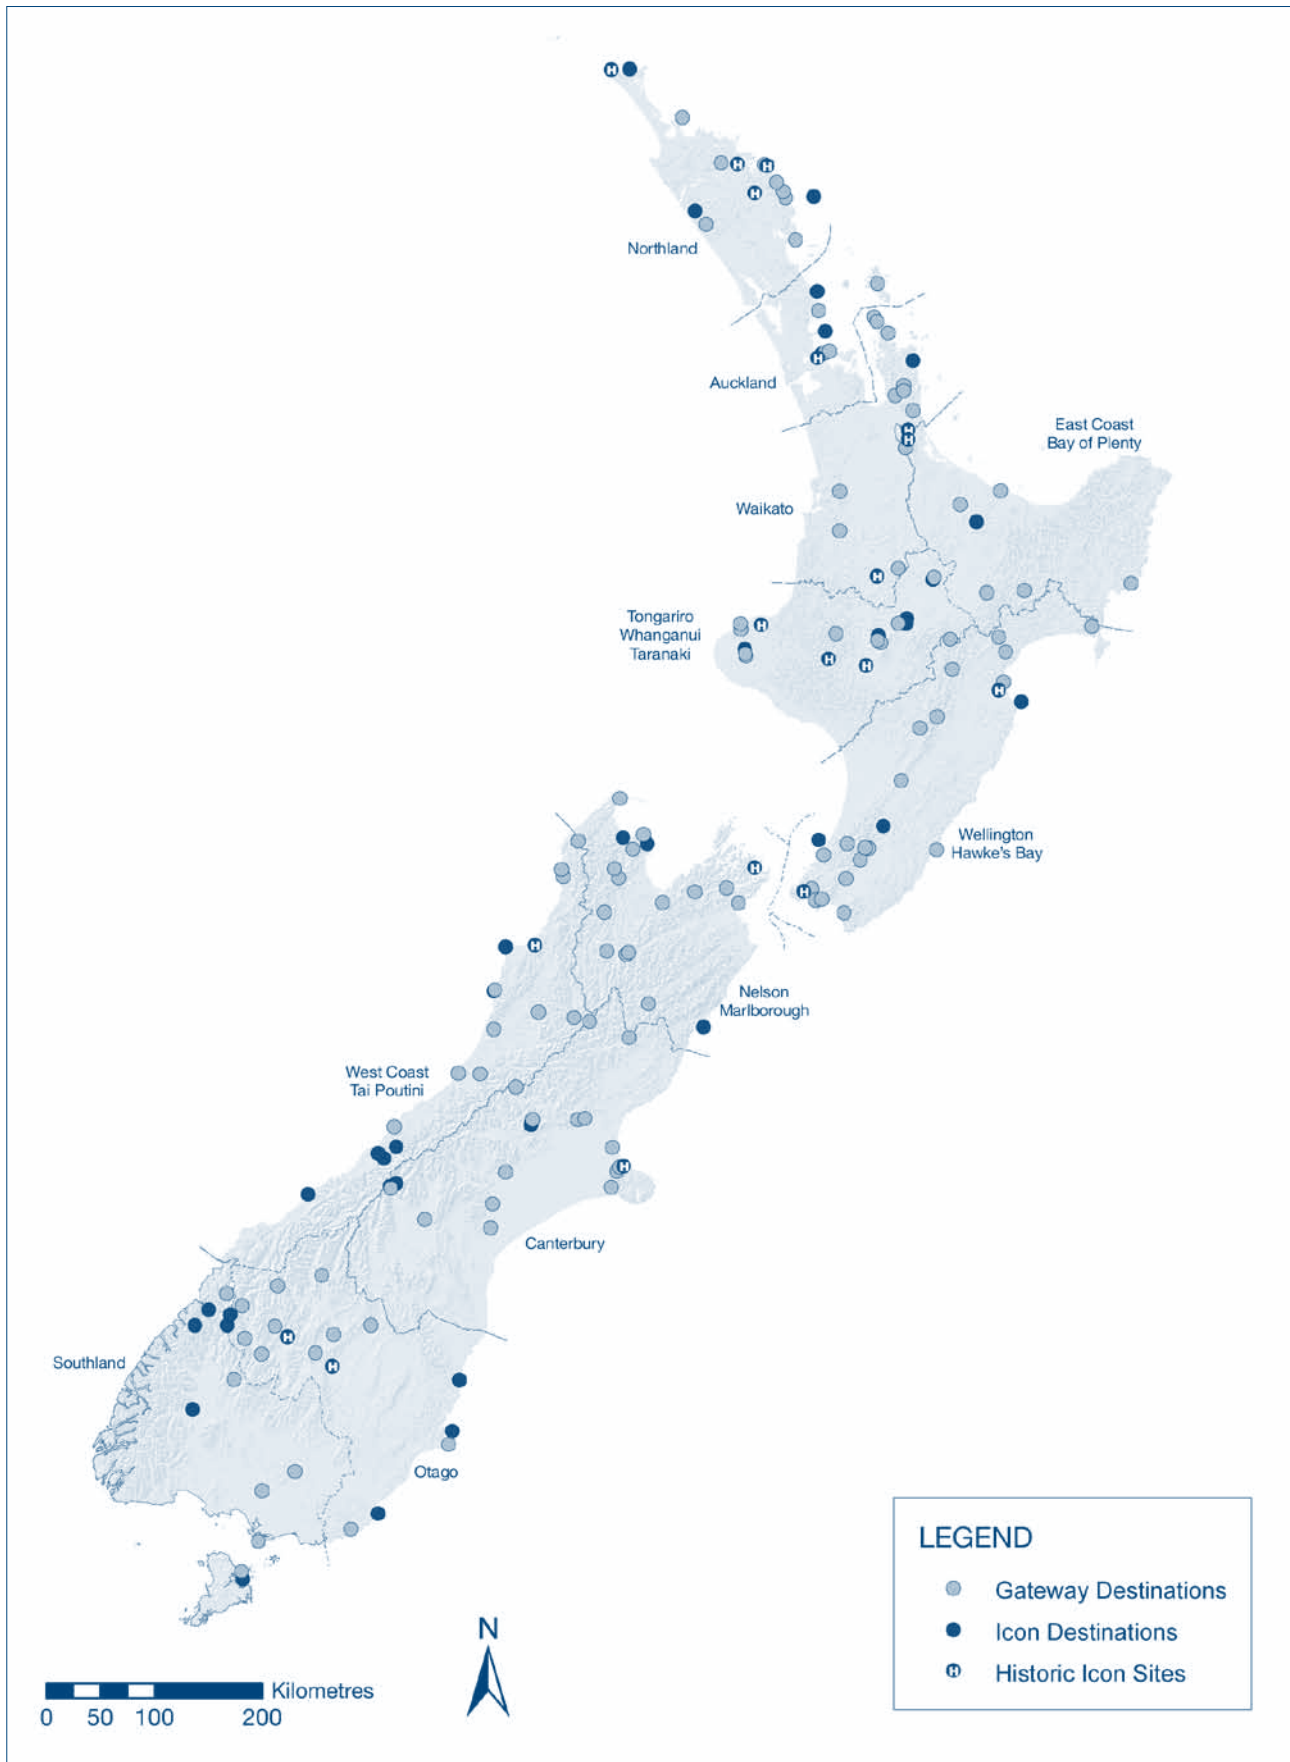 H
H
H
H
Northland
H
Auckland
East Coast
Bay of Plenty
H
H
Waikato
H
Tongariro
Whanganui
Taranaki
H
H
H
H
Wellington
Hawke's Bay
H
H
H
Nelson
Marlborough
West Coast
Tai Poutini
H
Canterbury
H
Southland
H
Otago
LEGEND
Gateway Destinations
Icon Destinations
H Historic Icon Sites
N
Kilometres
0 50 100 200